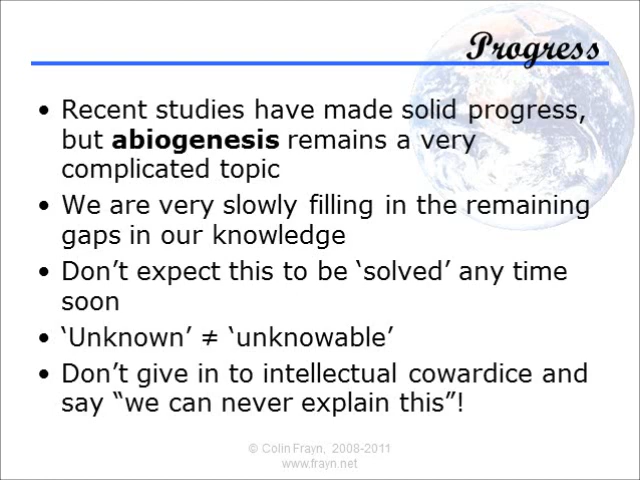 Progress
• Recent studies have made solid progress,
but abiogenesis remains a very
complicated topic
• We are very slowly filling in the remaining
gaps in our knowledge
• Don’t expect this to be ‘solved’ any time
soon
• ‘Unknown’ ≠ ‘unknowable’
• Don’t give in to intellectual cowardice and
say “we can never explain this”!
© Colin Frayn, 2008-2011
www.frayn.net